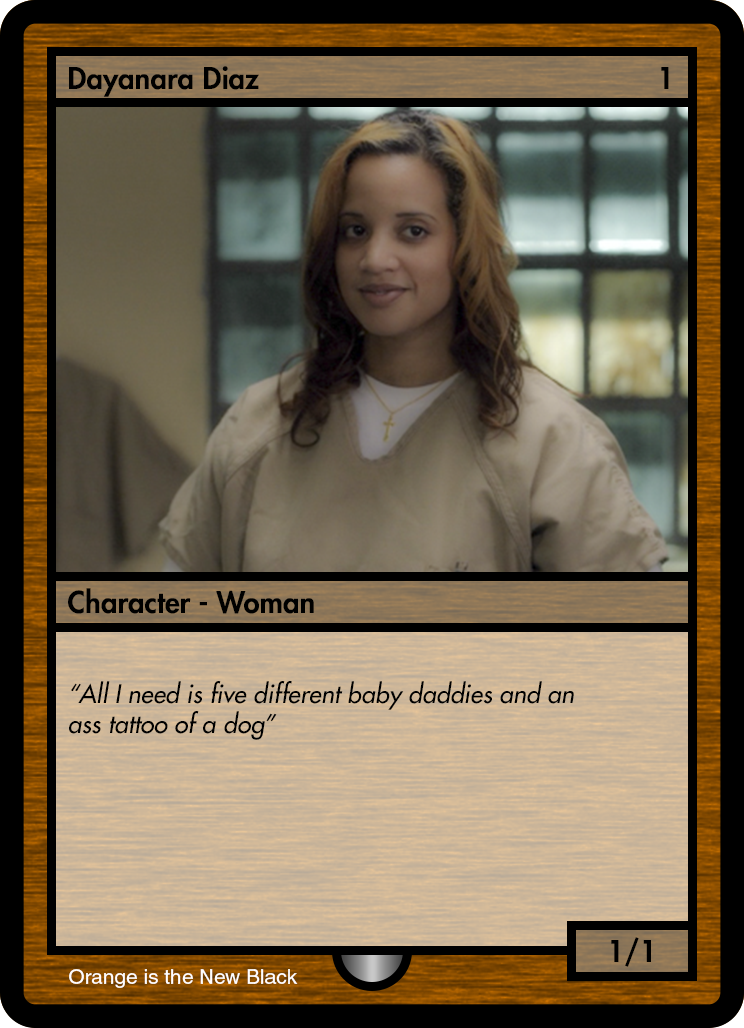 Dayanara Diaz 1
Character - Woman
“All I need is five different baby daddies and an
ass tattoo of a dog”
1/1
Orange is the New Black